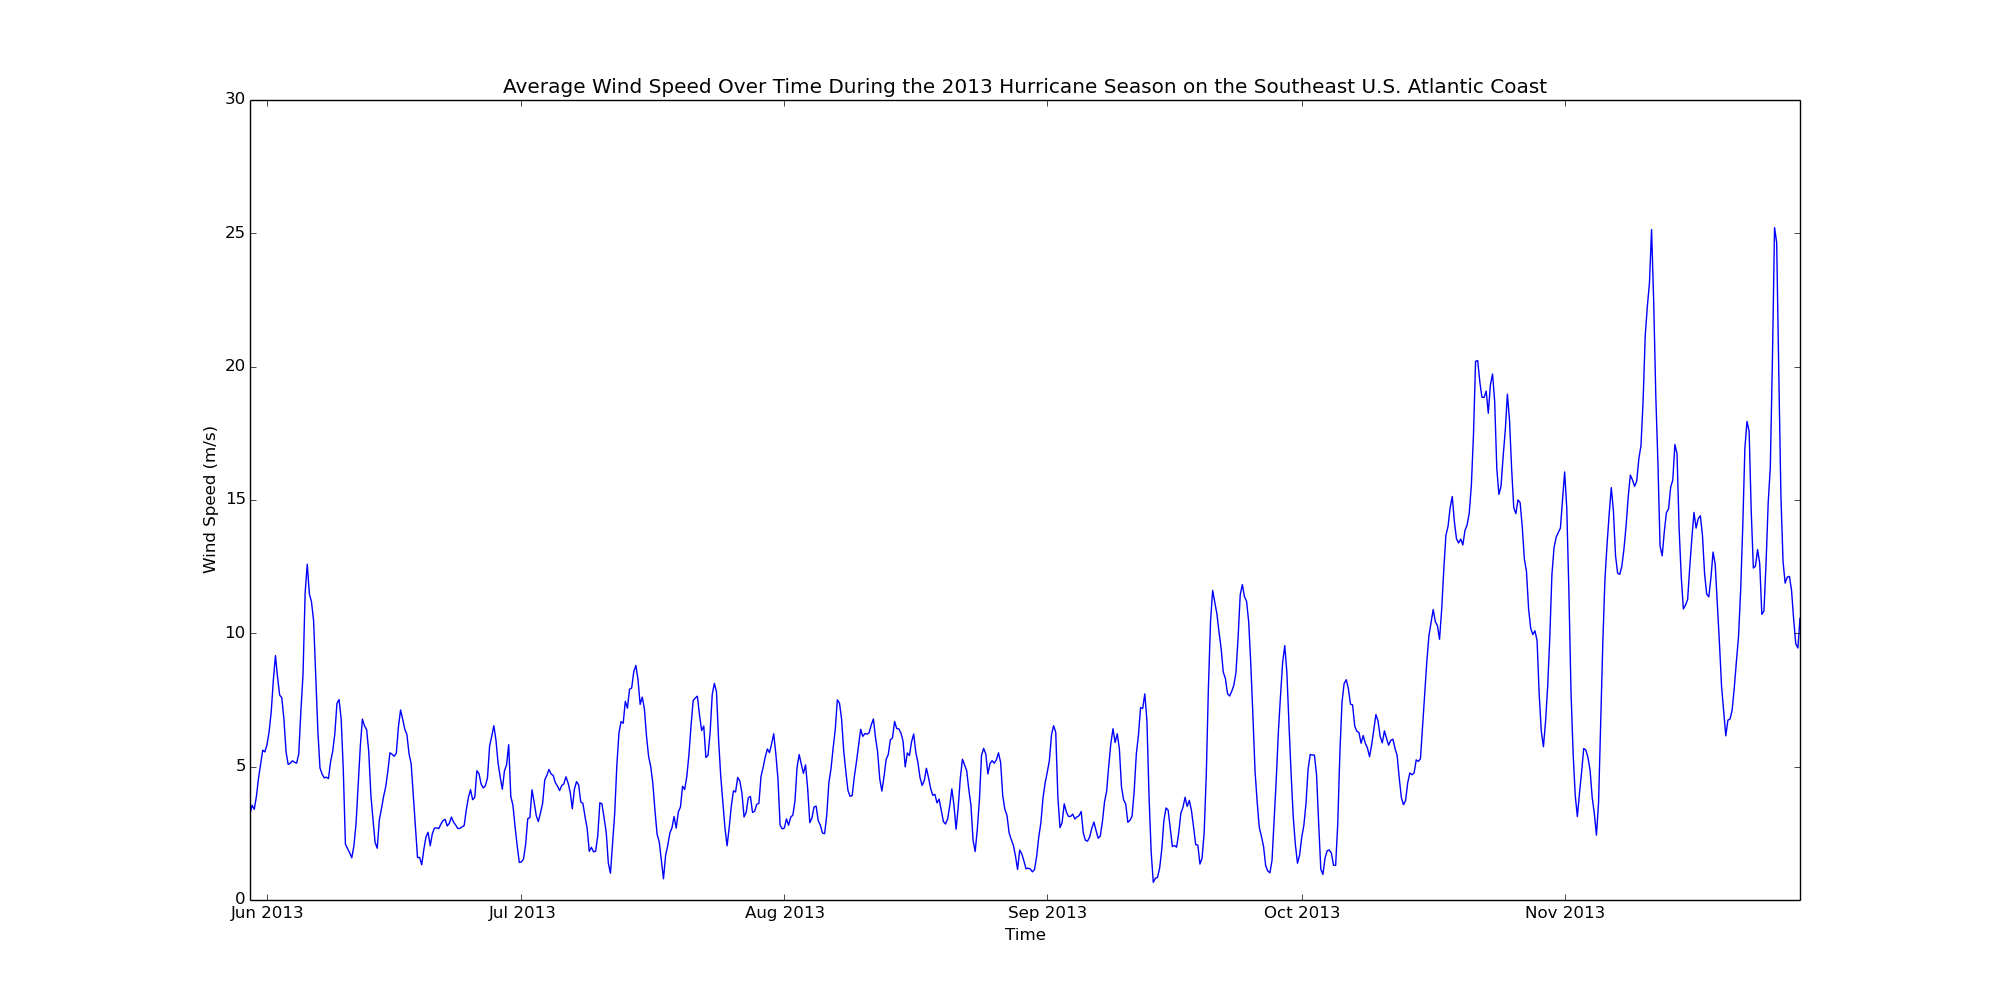 Average Wind Speed Over Time During the 2013 Hurricane Season on the Southeast U.S. Atlantic Coast
30
25
20
15
10
5
0
Wind Speed (m/s)
Jun 2013 Jul 2013 Aug 2013 Sep 2013 Oct 2013 Nov 2013
Time